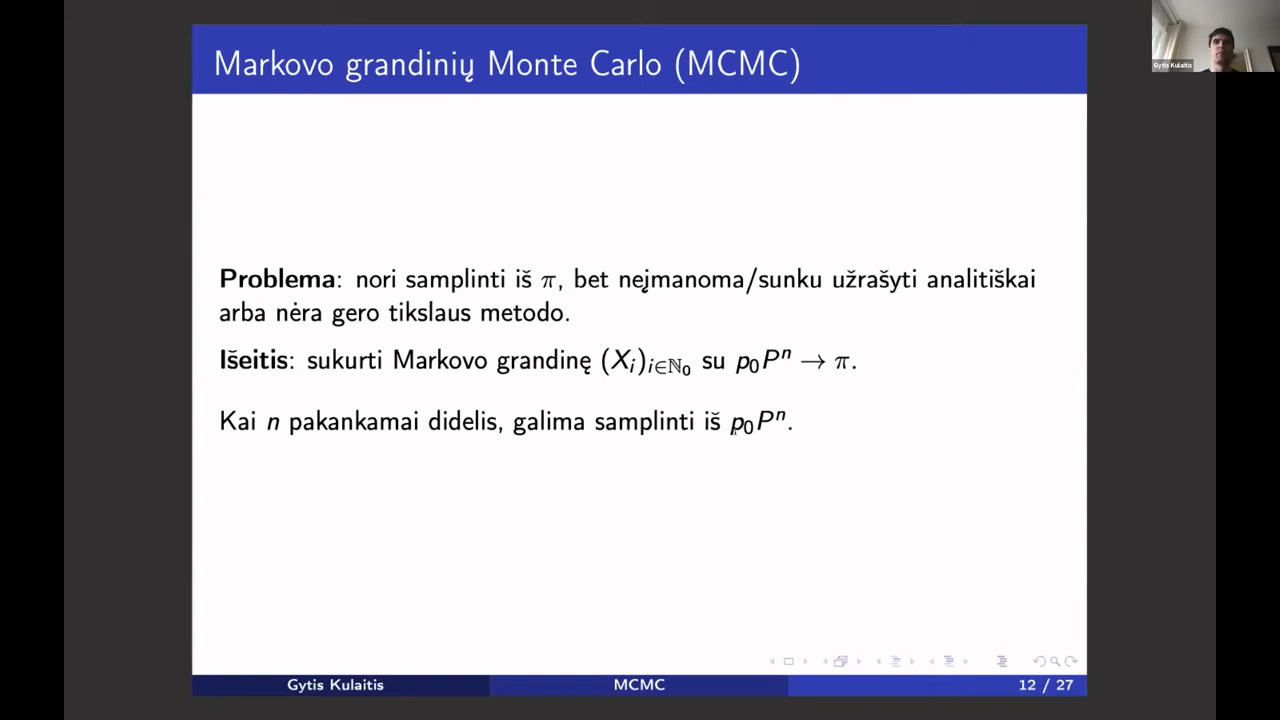 Markovo grandinių Monte Carlo (MCMC)
Gytis Kulaitis
Problema: nori samplinti iš π, bet neįmanoma/sunku užrašyti analitiškai
arba nėra gero tikslaus metodo.
Išeitis: sukurti Markovo grandinę (Xᵢ)ᵢ∈ℕ₀ su p₀Pⁿ → π.
Kai n pakankamai didelis, galima samplinti iš p₀Pⁿ.
Gytis Kulaitis MCMC 12 / 27